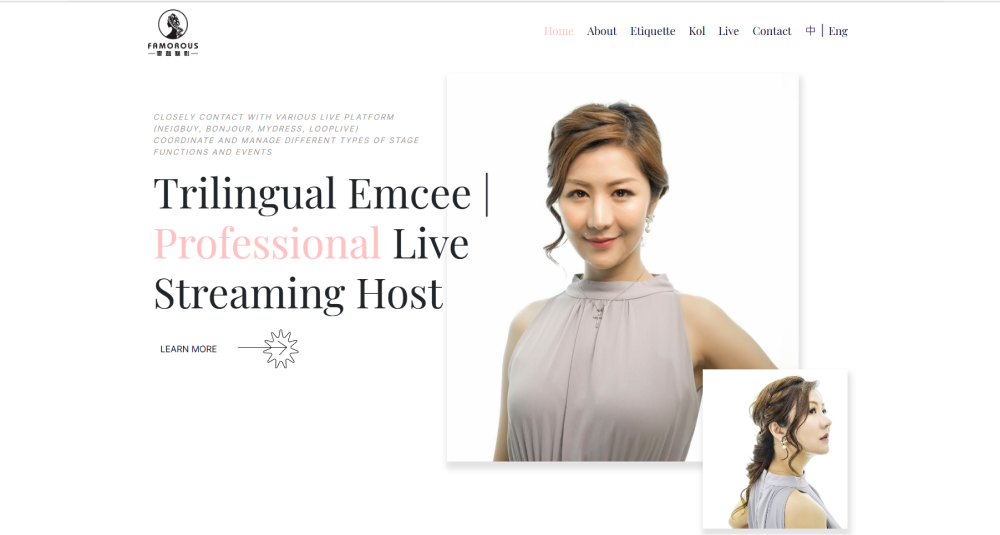 FAMOROUS
Home About Etiquette Kol Live Contact 中 | Eng
CLOSELY CONTACT WITH VARIOUS LIVE PLATFORM
(NEIGBUY, BONJOUR, MYDRESS, LOOPLIVE)
COORDINATE AND MANAGE DIFFERENT TYPES OF STAGE
FUNCTIONS AND EVENTS
Trilingual Emcee |
Professional Live
Streaming Host
LEARN MORE